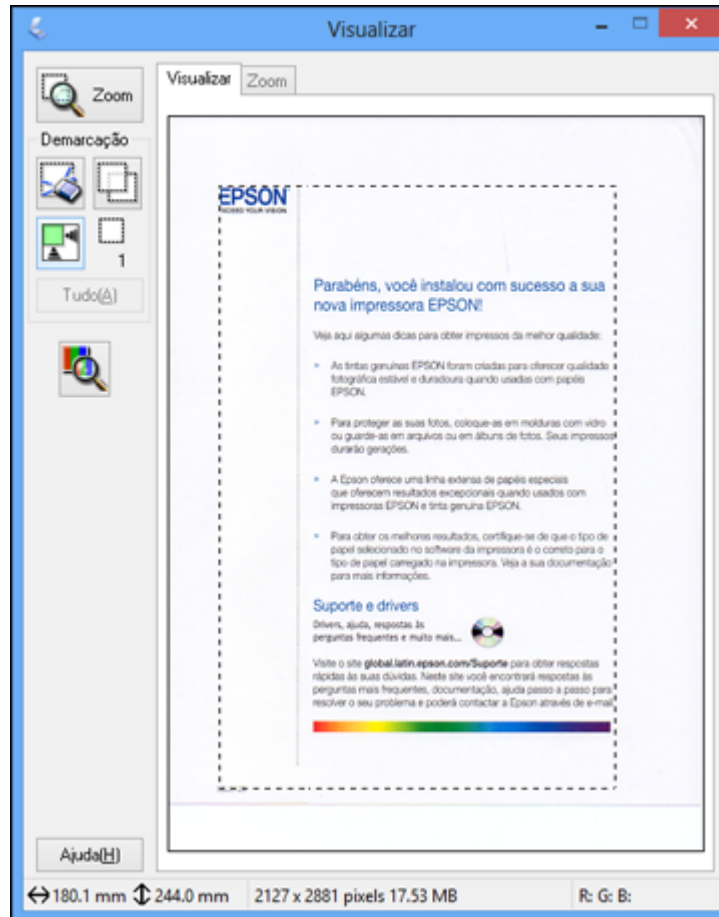 Visualizar
Zoom
Visualizar Zoom
Demarcação
1
Tudo(A)
EPSON
EXCEED YOUR VISION
Parabéns, você instalou com sucesso a sua
nova impressora EPSON!
Veja aqui algumas dicas para obter impressos da melhor qualidade:
» As tintas genuínas EPSON foram criadas para oferecer qualidade
fotográfica estável e duradoura quando usadas com papéis
EPSON.
» Para proteger as suas fotos, coloque-as em molduras com vidro
ou guarde-as em arquivos ou em álbuns de fotos. Seus impressos
durarão gerações.
» A Epson oferece uma linha extensa de papéis especiais
que oferecem resultados excepcionais quando usados com
impressoras EPSON e tinta genuína EPSON.
» Para obter os melhores resultados, certifique-se de que o tipo de
papel selecionado no software da impressora é o correto para o
tipo de papel carregado na impressora. Veja a sua documentação
para mais informações.
Suporte e drivers
Drivers, ajuda, respostas às
perguntas frequentes e muito mais...
Visite o site global.latin.epson.com/Suporte para obter respostas
rápidas às suas dúvidas. Neste site você encontrará respostas às
perguntas mais frequentes, documentação, ajuda passo a passo para
resolver o seu problema e poderá contactar a Epson através de e-mail
Ajuda(H)
180.1 mm 244.0 mm 2127 x 2881 pixels 17.53 MB R: G: B: